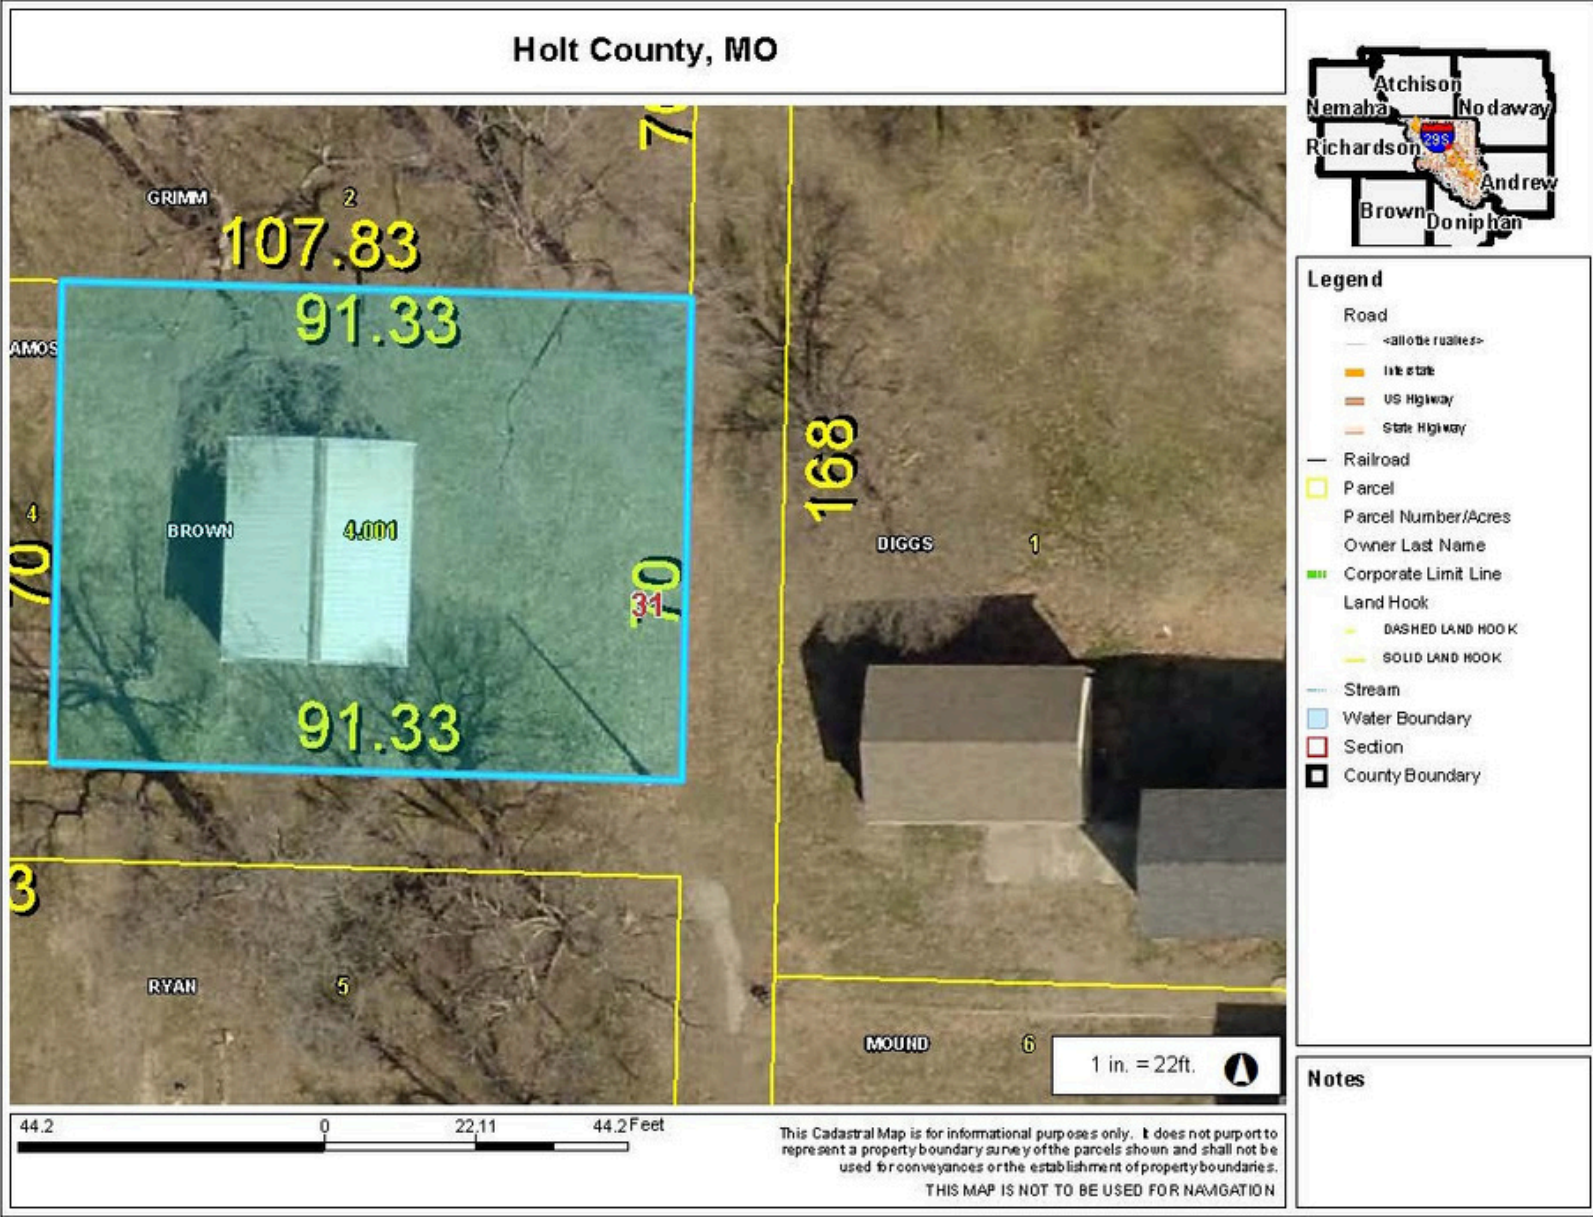 Holt County, MO
Atchison
Nemaha
Nodaway
29S
Richardson
Andrew
Brown
Doniphan
GRIMM
2
107.83
91.33
AMOS
168
4
BROWN
4.001
DIGGS
1
70
70
31
91.33
3
RYAN
5
MOUND
6
1 in. = 22ft.
Legend
Road
Interstate
US Highway
State Highway
Railroad
Parcel
Parcel Number/Acres
Owner Last Name
Corporate Limit Line
Land Hook
DASHED LAND HOOK
SOLID LAND HOOK
Stream
Water Boundary
Section
County Boundary
Notes
44.2
0
22.11
44.2 Feet
This Cadastral Map is for informational purposes only. It does not purport to
represent a property boundary survey of the parcels shown and shall not be
used for conveyances or the establishment of property boundaries.
THIS MAP IS NOT TO BE USED FOR NAVIGATION